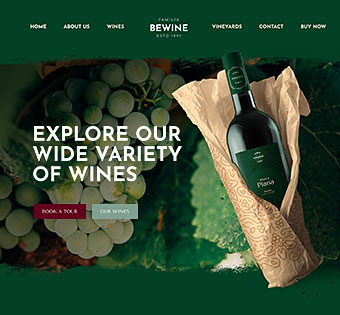 HOME
ABOUT US
WINES
FAMILIA
BEWINE
ESTD 1897
VINEYARDS
CONTACT
BUY NOW
EXPLORE OUR
WIDE VARIETY
OF WINES
BOOK A TOUR
OUR WINES
Plana